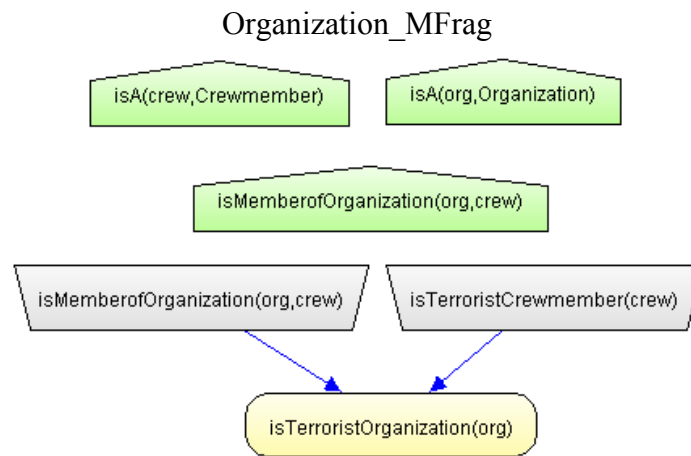 Organization_MFrag
isA(crew,Crewmember)
isA(org,Organization)
isMemberofOrganization(org,crew)
isMemberofOrganization(org,crew)
isTerroristCrewmember(crew)
isTerroristOrganization(org)